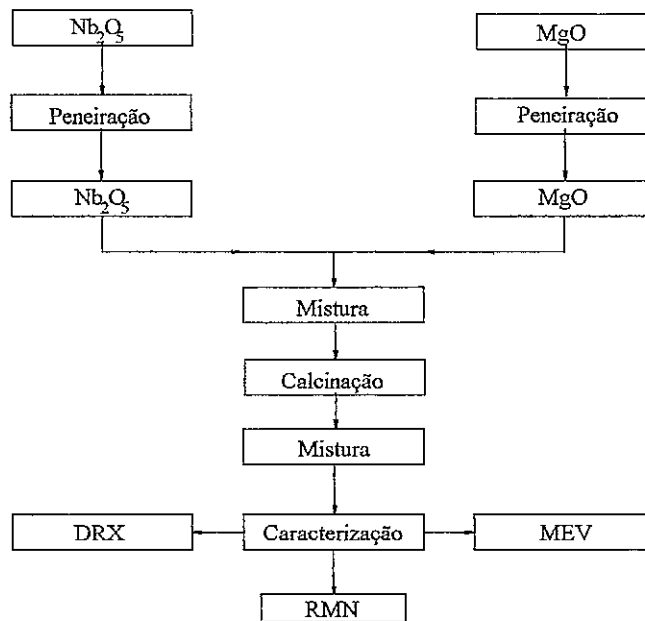 Nb2O5
MgO
Peneiração
Peneiração
Nb2O5
MgO
Mistura
Calcinação
Mistura
DRX
Caracterização
MEV
RMN